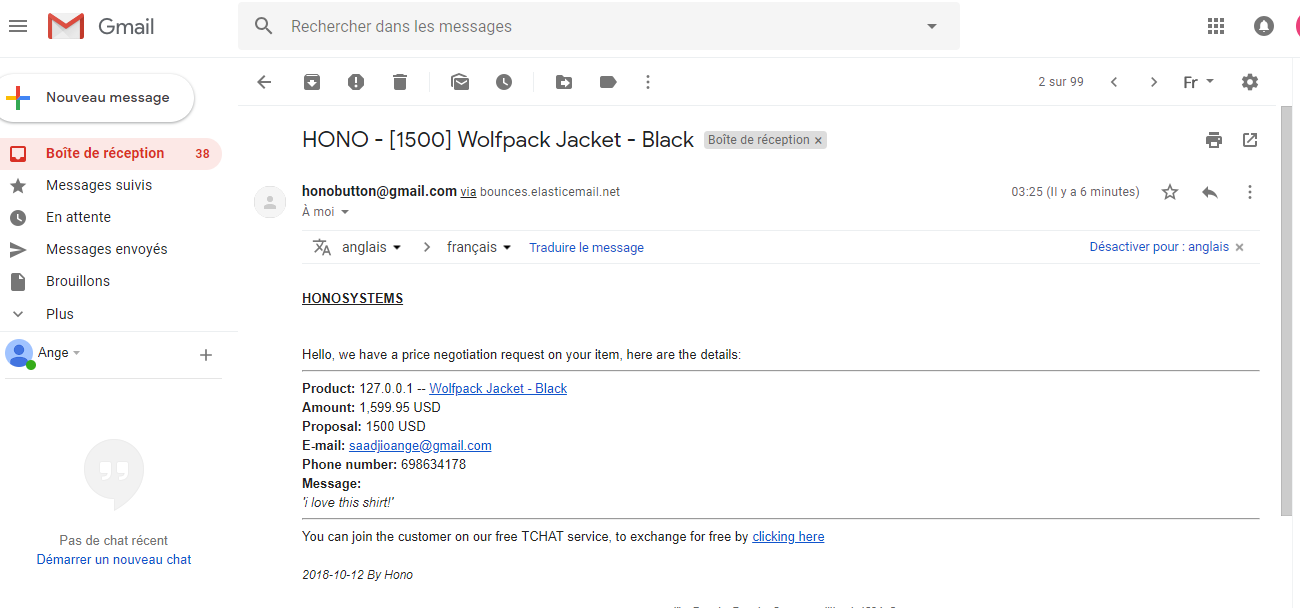 Gmail
Rechercher dans les messages
Nouveau message
2 sur 99
Fr
Boîte de réception 38
Messages suivis
En attente
Messages envoyés
Brouillons
Plus
Ange
Pas de chat récent
Démarrer un nouveau chat
HONO - [1500] Wolfpack Jacket - Black Boîte de réception x
honobutton@gmail.com via bounces.elasticemail.net 03:25 (Il y a 6 minutes)
À moi
anglais > français Traduire le message Désactiver pour : anglais x
HONOSYSTEMS
Hello, we have a price negotiation request on your item, here are the details:
Product: 127.0.0.1 -- Wolfpack Jacket - Black
Amount: 1,599.95 USD
Proposal: 1500 USD
E-mail: saadjioange@gmail.com
Phone number: 698634178
Message:
'i love this shirt!'
You can join the customer on our free TCHAT service, to exchange for free by clicking here
2018-10-12 By Hono